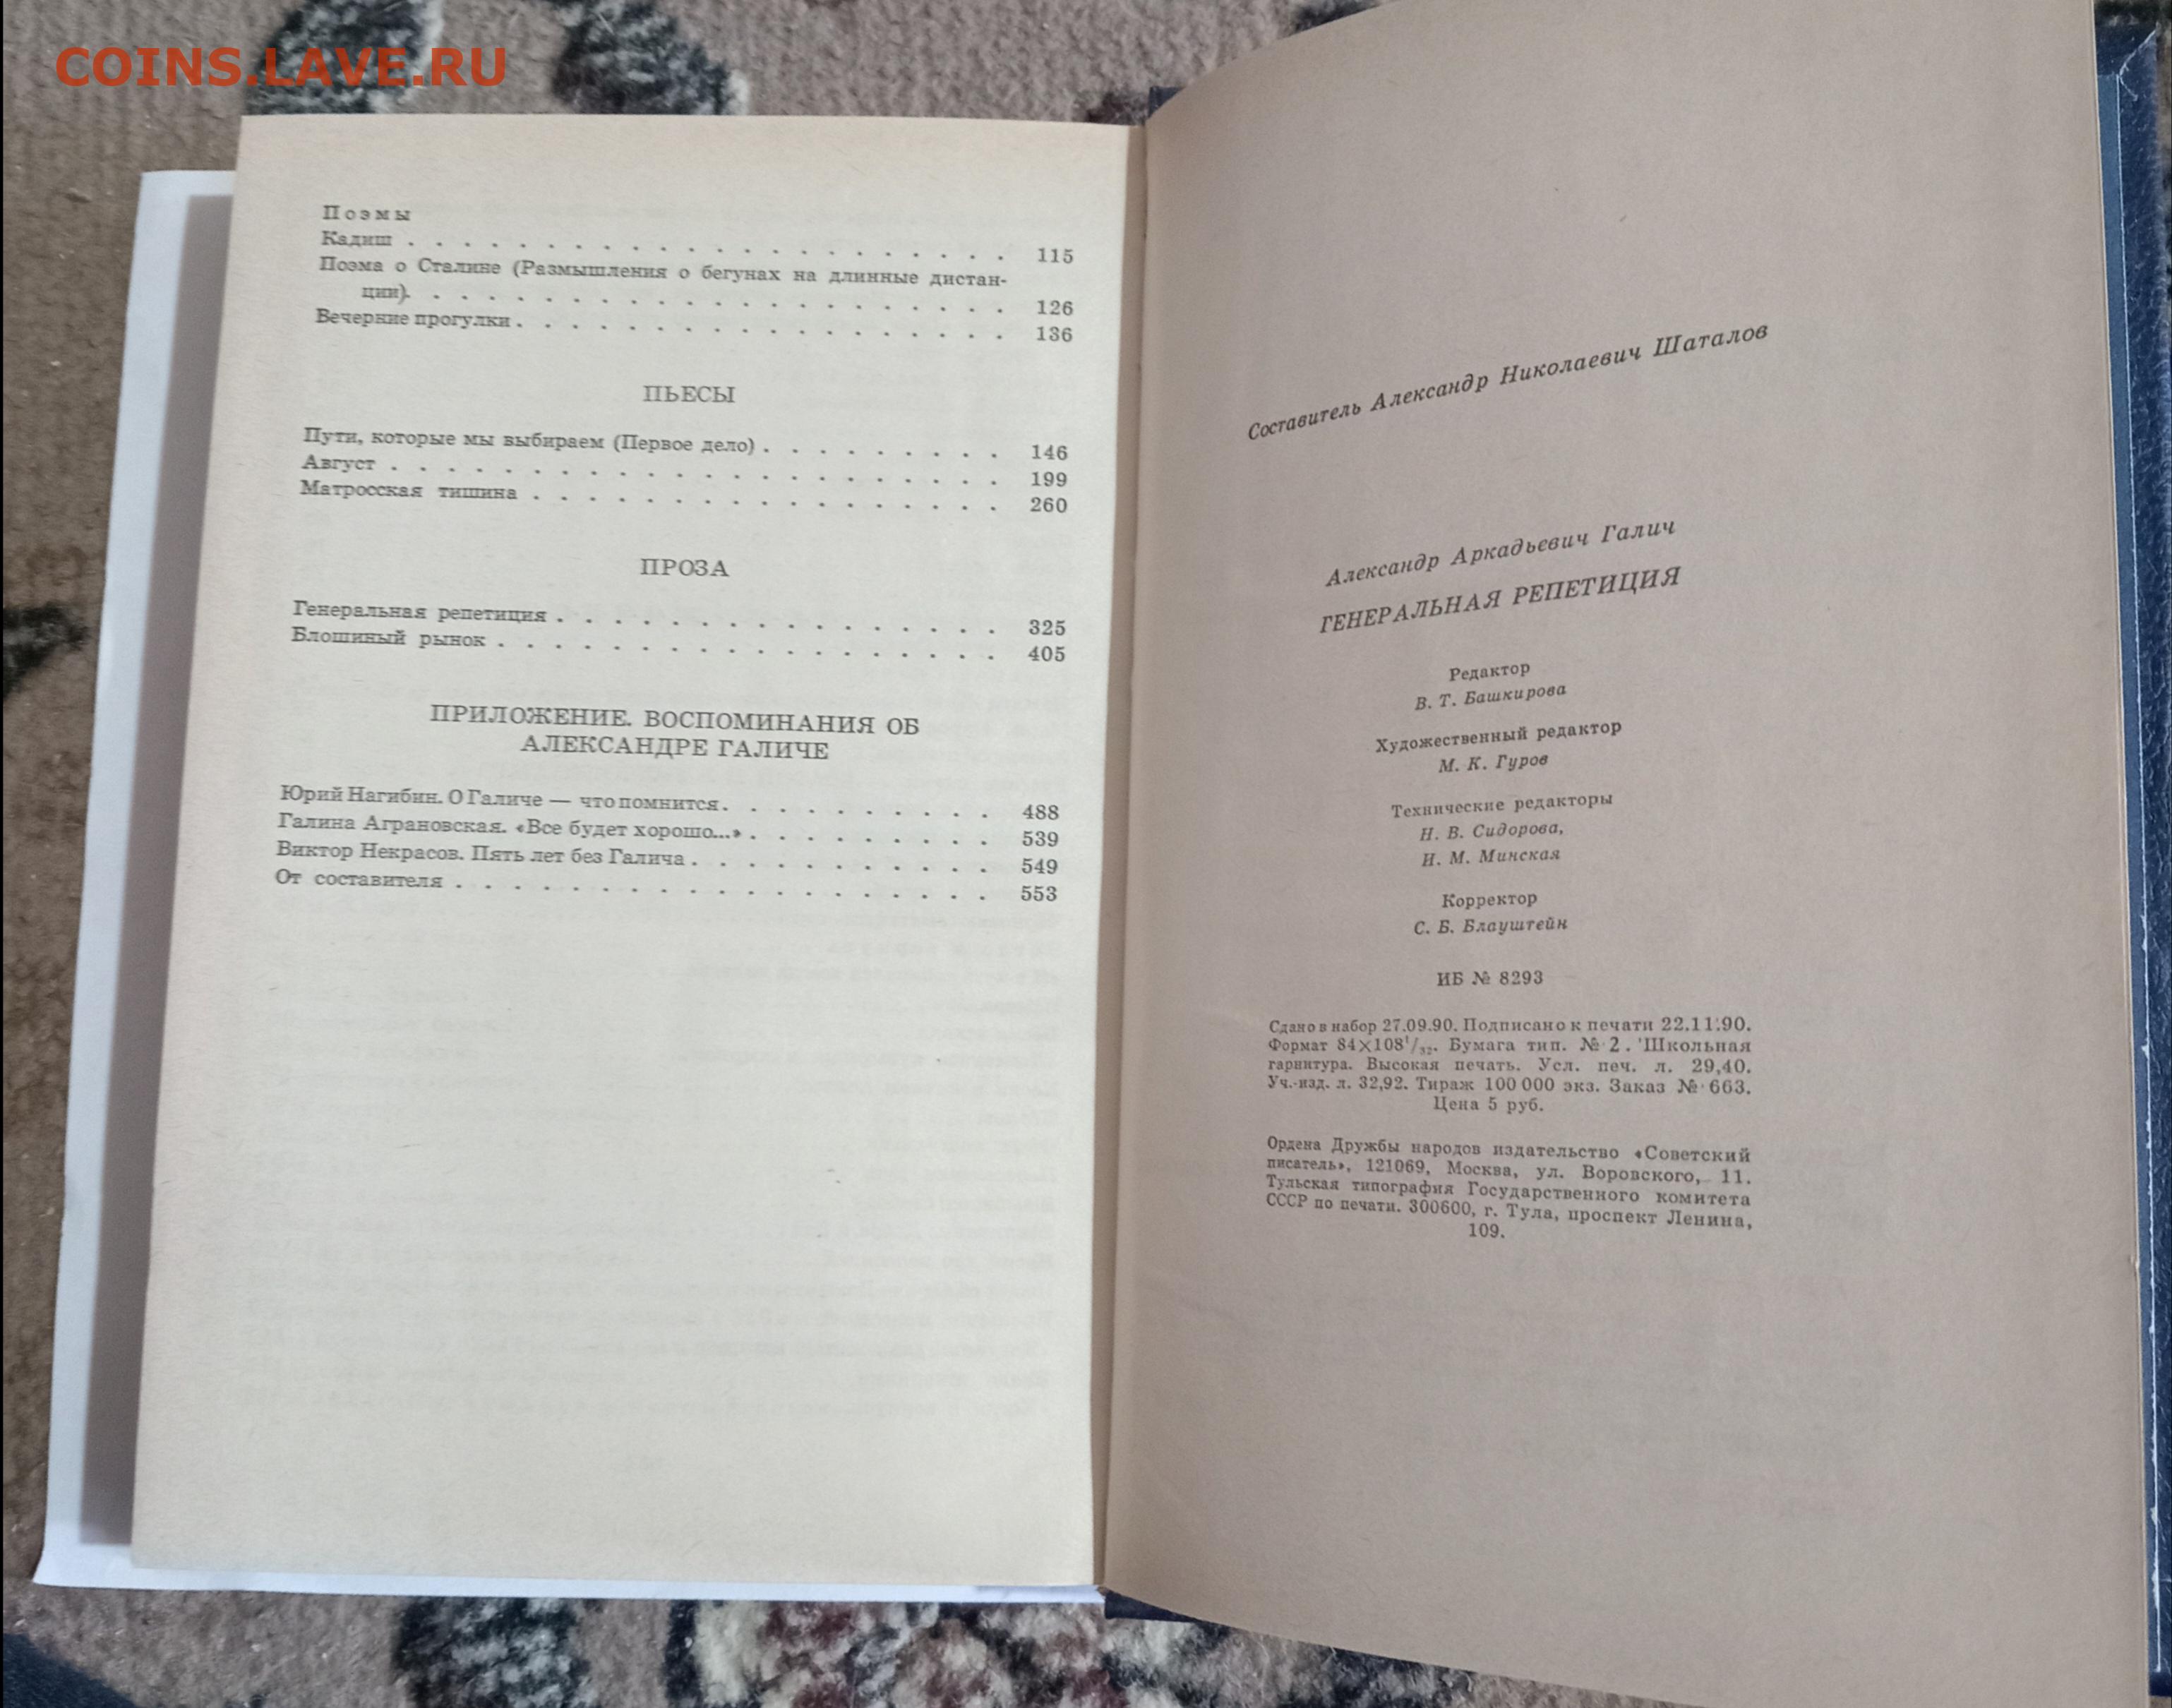 COINS.LAVE.RU
Поэмы
Кадиш . . . . . . . . . . . . . . . . . . . . . . 115
Поэма о Сталине (Размышления о бегунах на длинные дистан-
ции). . . . . . . . . . . . . . . . . . . . . . 126
Вечерние прогулки . . . . . . . . . . . . . . . . . . 136
ПЬЕСЫ
Пути, которые мы выбираем (Первое дело) . . . . . . . . . 146
Август . . . . . . . . . . . . . . . . . . . . . . 199
Матросская тишина . . . . . . . . . . . . . . . . . 260
ПРОЗА
Генеральная репетиция . . . . . . . . . . . . . . . . 325
Блошиный рынок . . . . . . . . . . . . . . . . . . 405
ПРИЛОЖЕНИЕ. ВОСПОМИНАНИЯ ОБ
АЛЕКСАНДРЕ ГАЛИЧЕ
Юрий Нагибин. О Галиче — что помнится . . . . . . . . . . 488
Галина Аграновская. «Все будет хорошо...» . . . . . . . . . 539
Виктор Некрасов. Пять лет без Галича . . . . . . . . . . . 549
От составителя . . . . . . . . . . . . . . . . . . . 553
Составитель Александр Николаевич Шаталов
Александр Аркадьевич Галич
ГЕНЕРАЛЬНАЯ РЕПЕТИЦИЯ
Редактор
В. Т. Башкирова
Художественный редактор
М. К. Гуров
Технические редакторы
Н. В. Сидорова,
И. М. Минская
Корректор
С. Б. Блауштейн
ИБ № 8293
Сдано в набор 27.09.90. Подписано к печати 22.11.90.
Формат 84×108¹/₃₂. Бумага тип. № 2. Школьная
гарнитура. Высокая печать. Усл. печ. л. 29,40.
Уч.-изд. л. 32,92. Тираж 100 000 экз. Заказ № 663.
Цена 5 руб.
Ордена Дружбы народов издательство «Советский
писатель», 121069, Москва, ул. Воровского, 11.
Тульская типография Государственного комитета
СССР по печати. 300600, г. Тула, проспект Ленина,
109.